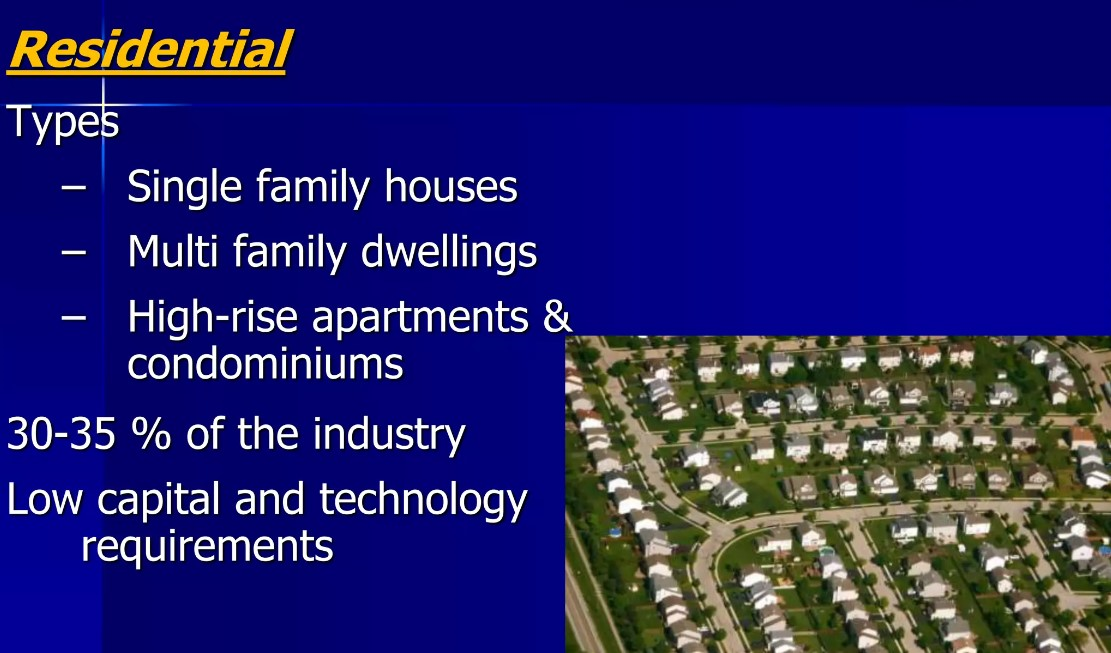 Residential
Types
– Single family houses
– Multi family dwellings
– High-rise apartments &
condominiums
30-35 % of the industry
Low capital and technology
requirements